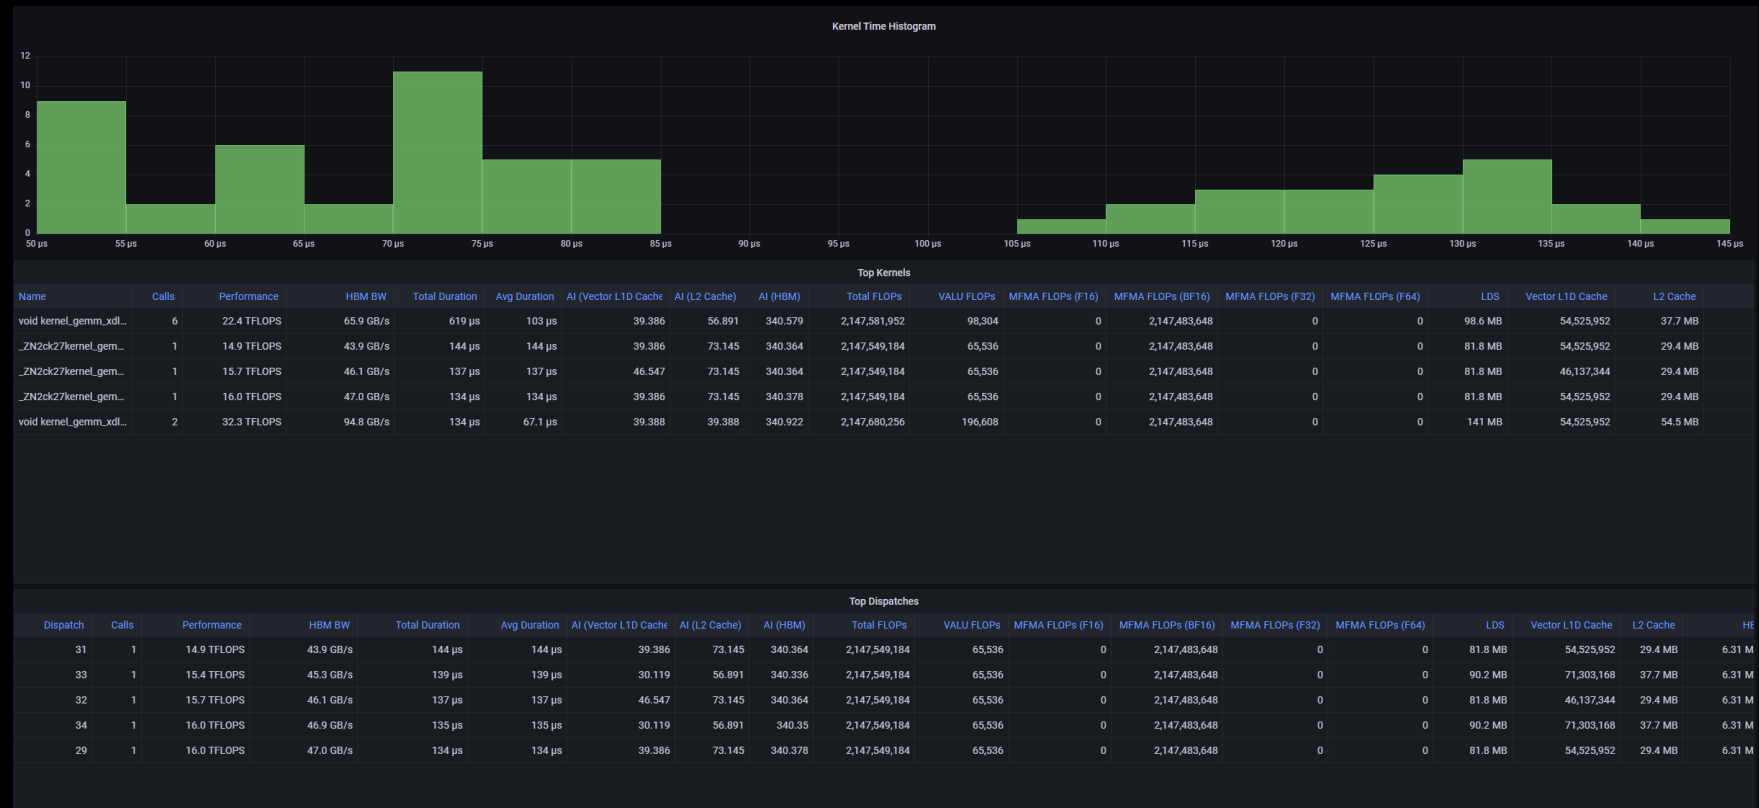 Kernel Time Histogram
12
10
8
6
4
2
0
50 µs 55 µs 60 µs 65 µs 70 µs 75 µs 80 µs 85 µs 90 µs 95 µs 100 µs 105 µs 110 µs 115 µs 120 µs 125 µs 130 µs 135 µs 140 µs 145 µs
Top Kernels
Name Calls Performance HBM BW Total Duration Avg Duration AI (Vector L1D Cache AI (L2 Cache) AI (HBM) Total FLOPs VALU FLOPs MFMA FLOPs (F16) MFMA FLOPs (BF16) MFMA FLOPs (F32) MFMA FLOPs (F64) LDS Vector L1D Cache L2 Cache
void kernel_gemm_xdl... 6 22.4 TFLOPS 65.9 GB/s 619 µs 103 µs 39.386 56.891 340.579 2,147,581,952 98,304 0 2,147,483,648 0 0 98.6 MB 54,525,952 37.7 MB
_ZN2ck27kernel_gem... 1 14.9 TFLOPS 43.9 GB/s 144 µs 144 µs 39.386 73.145 340.364 2,147,549,184 65,536 0 2,147,483,648 0 0 81.8 MB 54,525,952 29.4 MB
_ZN2ck27kernel_gem... 1 15.7 TFLOPS 46.1 GB/s 137 µs 137 µs 46.547 73.145 340.364 2,147,549,184 65,536 0 2,147,483,648 0 0 81.8 MB 46,137,344 29.4 MB
_ZN2ck27kernel_gem... 1 16.0 TFLOPS 47.0 GB/s 134 µs 134 µs 39.386 73.145 340.378 2,147,549,184 65,536 0 2,147,483,648 0 0 81.8 MB 54,525,952 29.4 MB
void kernel_gemm_xdl... 2 32.3 TFLOPS 94.8 GB/s 134 µs 67.1 µs 39.388 39.388 340.922 2,147,680,256 196,608 0 2,147,483,648 0 0 141 MB 54,525,952 54.5 MB
Top Dispatches
Dispatch Calls Performance HBM BW Total Duration Avg Duration AI (Vector L1D Cache AI (L2 Cache) AI (HBM) Total FLOPs VALU FLOPs MFMA FLOPs (F16) MFMA FLOPs (BF16) MFMA FLOPs (F32) MFMA FLOPs (F64) LDS Vector L1D Cache L2 Cache HE
31 1 14.9 TFLOPS 43.9 GB/s 144 µs 144 µs 39.386 73.145 340.364 2,147,549,184 65,536 0 2,147,483,648 0 0 81.8 MB 54,525,952 29.4 MB 6.31 M
33 1 15.4 TFLOPS 45.3 GB/s 139 µs 139 µs 30.119 56.891 340.336 2,147,549,184 65,536 0 2,147,483,648 0 0 90.2 MB 71,303,168 37.7 MB 6.31 M
32 1 15.7 TFLOPS 46.1 GB/s 137 µs 137 µs 46.547 73.145 340.364 2,147,549,184 65,536 0 2,147,483,648 0 0 81.8 MB 46,137,344 29.4 MB 6.31 M
34 1 16.0 TFLOPS 46.9 GB/s 135 µs 135 µs 30.119 56.891 340.35 2,147,549,184 65,536 0 2,147,483,648 0 0 90.2 MB 71,303,168 37.7 MB 6.31 M
29 1 16.0 TFLOPS 47.0 GB/s 134 µs 134 µs 39.386 73.145 340.378 2,147,549,184 65,536 0 2,147,483,648 0 0 81.8 MB 54,525,952 29.4 MB 6.31 M